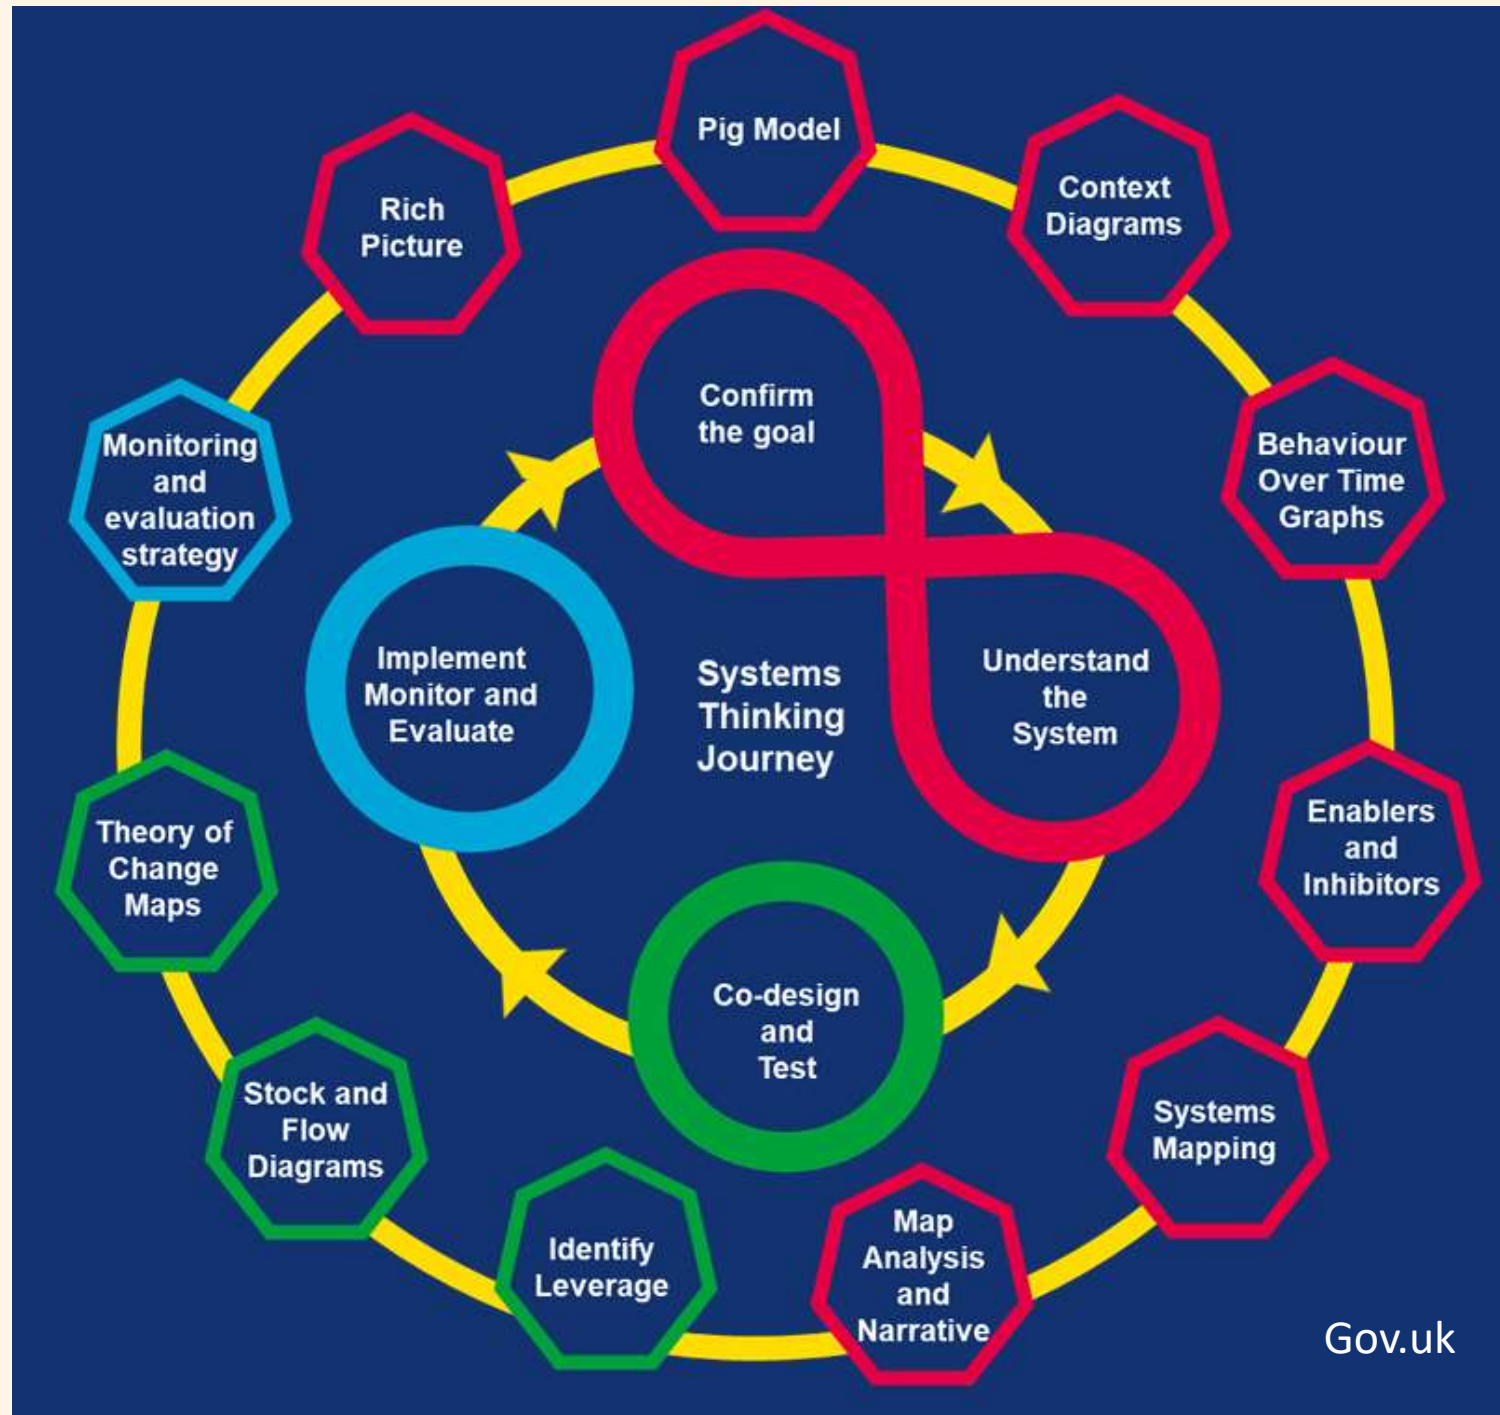 Pig Model
Context
Diagrams
Behaviour
Over Time
Graphs
Enablers
and
Inhibitors
Systems
Mapping
Map
Analysis
and
Narrative
Identify
Leverage
Stock and
Flow
Diagrams
Theory of
Change
Maps
Monitoring
and
evaluation
strategy
Rich
Picture
Confirm
the goal
Understand
the
System
Co-design
and
Test
Implement
Monitor and
Evaluate
Systems
Thinking
Journey
Gov.uk